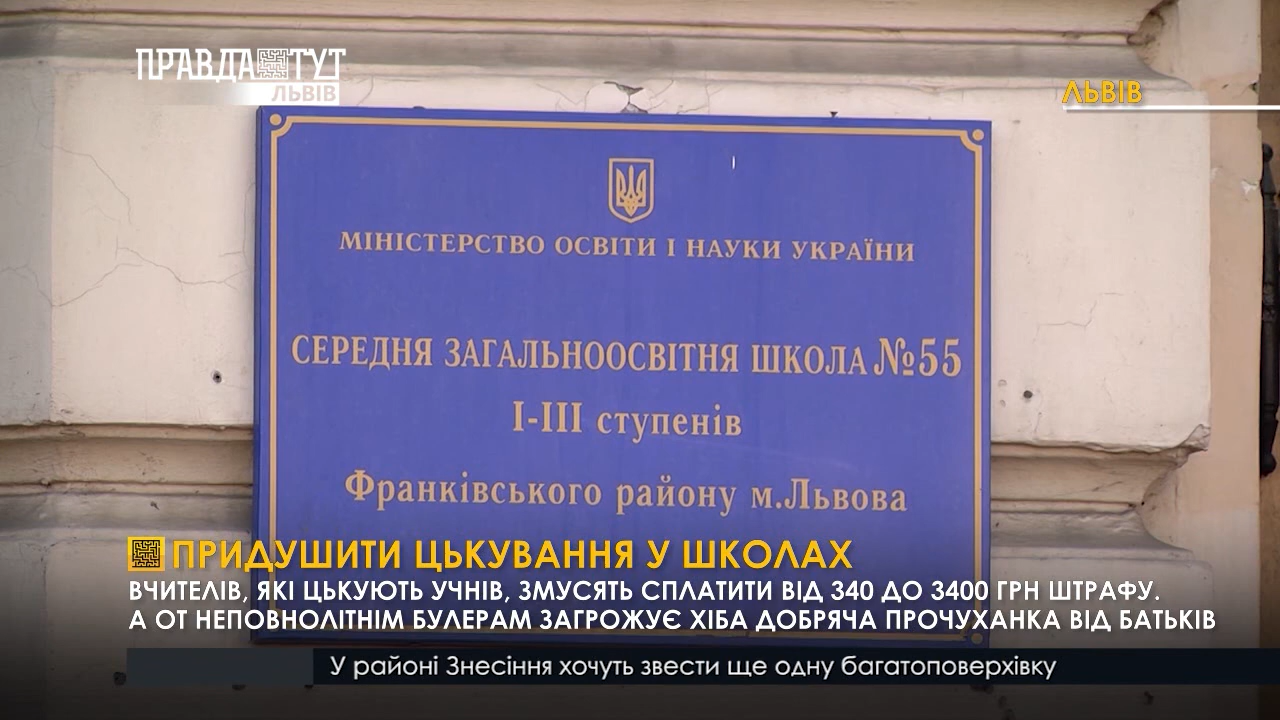 ПРАВДА ТУТ
ЛЬВІВ
ЛЬВІВ
МІНІСТЕРСТВО ОСВІТИ І НАУКИ УКРАЇНИ
СЕРЕДНЯ ЗАГАЛЬНООСВІТНЯ ШКОЛА №55
І-ІІІ ступенів
Франківського району м.Львова
ПРИДУШИТИ ЦЬКУВАННЯ У ШКОЛАХ
ВЧИТЕЛІВ, ЯКІ ЦЬКУЮТЬ УЧНІВ, ЗМУСЯТЬ СПЛАТИТИ ВІД 340 ДО 3400 ГРН ШТРАФУ.
А ОТ НЕПОВНОЛІТНІМ БУЛЕРАМ ЗАГРОЖУЄ ХІБА ДОБРЯЧА ПРОЧУХАНКА ВІД БАТЬКІВ
У районі Знесіння хочуть звести ще одну багатоповерхівку